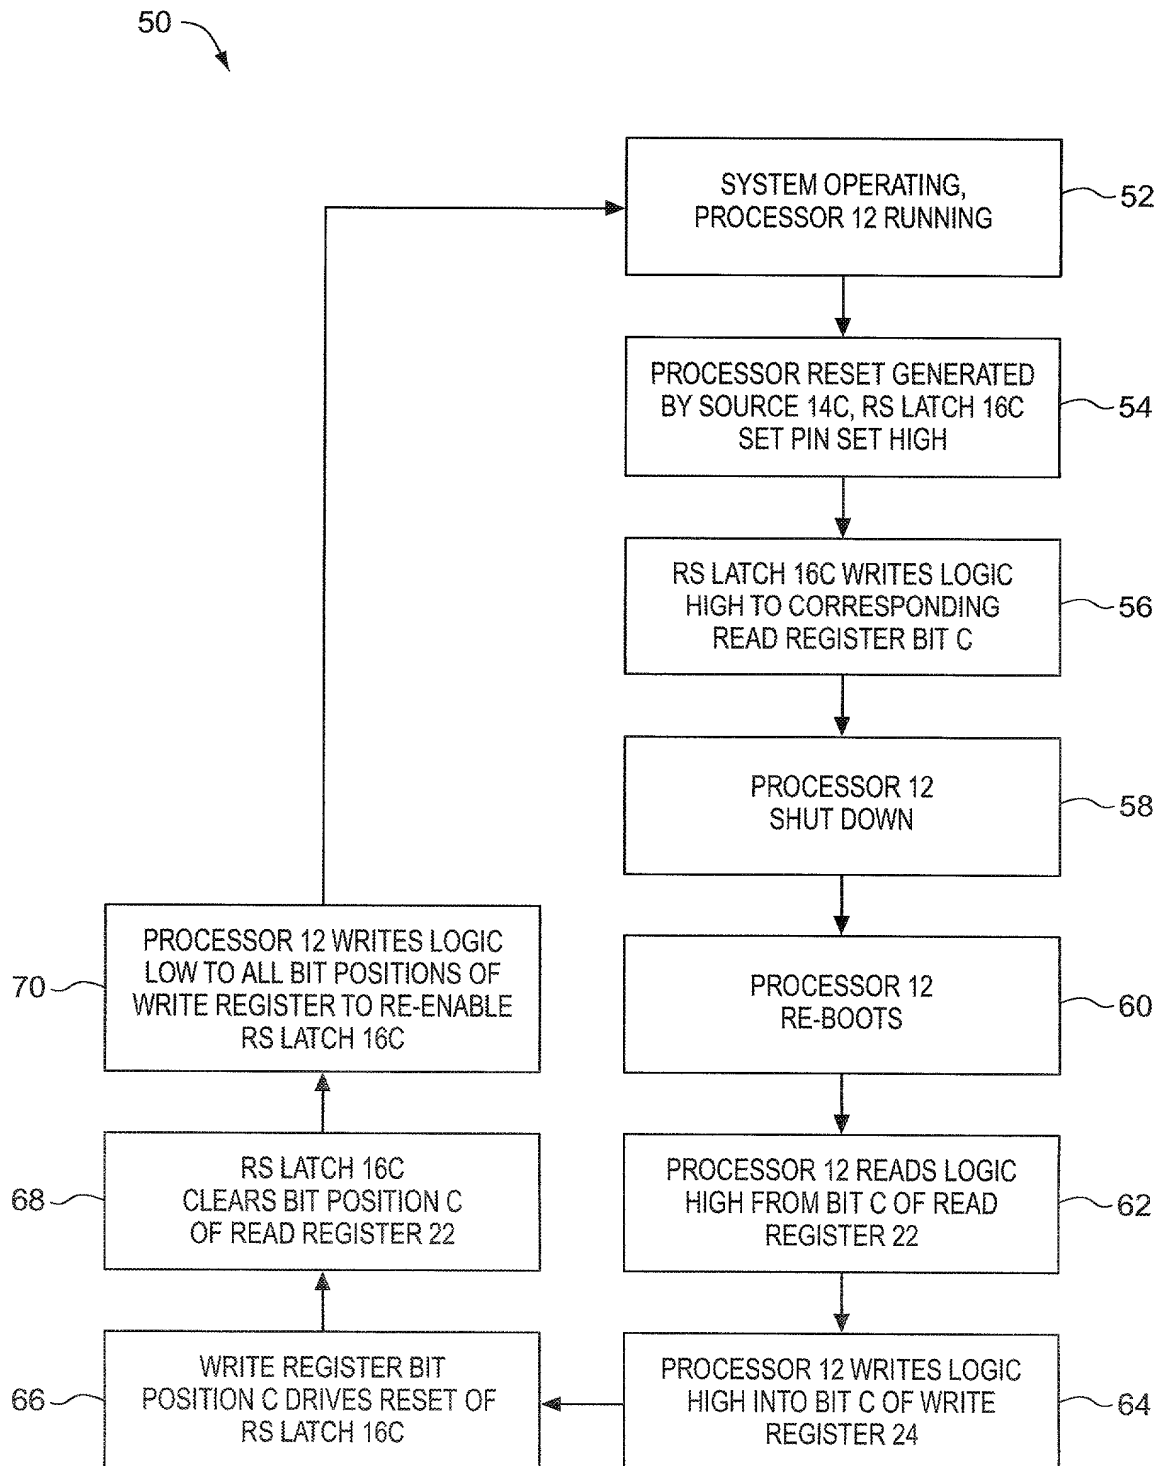 50
SYSTEM OPERATING,
PROCESSOR 12 RUNNING
52
PROCESSOR RESET GENERATED
BY SOURCE 14C, RS LATCH 16C
SET PIN SET HIGH
54
RS LATCH 16C WRITES LOGIC
HIGH TO CORRESPONDING
READ REGISTER BIT C
56
PROCESSOR 12
SHUT DOWN
58
PROCESSOR 12
RE-BOOTS
60
PROCESSOR 12 READS LOGIC
HIGH FROM BIT C OF READ
REGISTER 22
62
PROCESSOR 12 WRITES LOGIC
HIGH INTO BIT C OF WRITE
REGISTER 24
64
WRITE REGISTER BIT
POSITION C DRIVES RESET OF
RS LATCH 16C
66
RS LATCH 16C
CLEARS BIT POSITION C
OF READ REGISTER 22
68
PROCESSOR 12 WRITES LOGIC
LOW TO ALL BIT POSITIONS OF
WRITE REGISTER TO RE-ENABLE
RS LATCH 16C
70